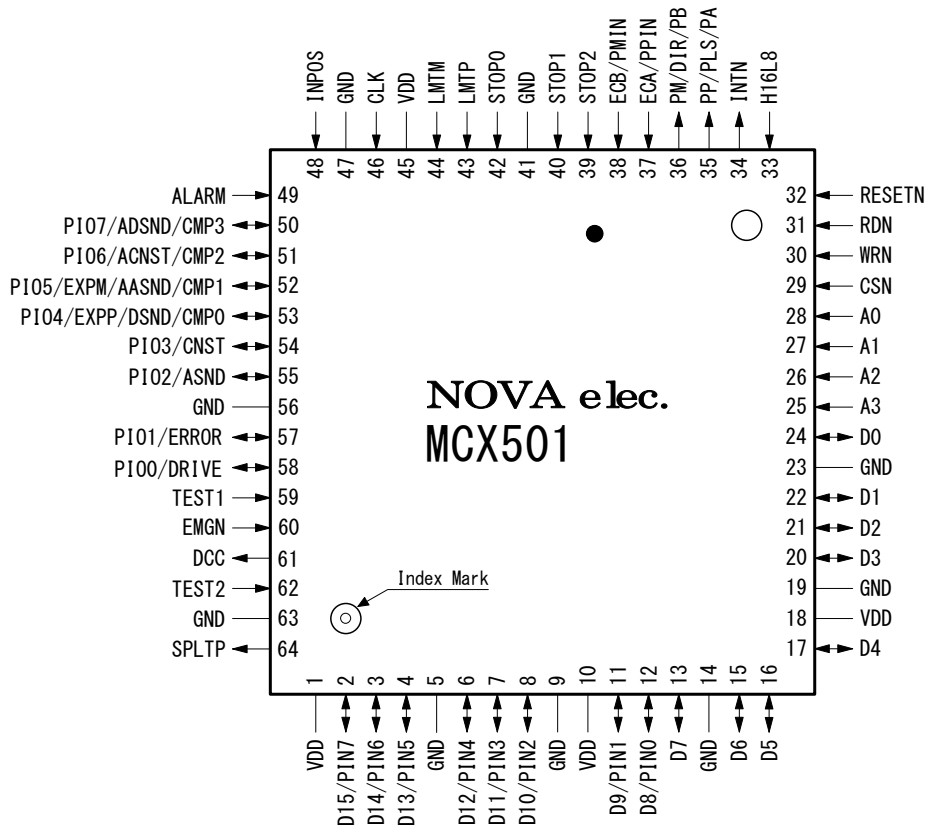 INPOS
GND
CLK
VDD
LMTM
LMTP
STOP0
GND
STOP1
STOP2
ECB/PMIN
ECA/PPIN
PM/DIR/PB
PP/PLS/PA
INTN
H16L8
48
47
46
45
44
43
42
41
40
39
38
37
36
35
34
33
ALARM 49
PIO7/ADSND/CMP3 50
PIO6/ACNST/CMP2 51
PIO5/EXPM/AASND/CMP1 52
PIO4/EXPP/DSND/CMP0 53
PIO3/CNST 54
PIO2/ASND 55
GND 56
PIO1/ERROR 57
PIO0/DRIVE 58
TEST1 59
EMGN 60
DCC 61
TEST2 62
GND 63
SPLTP 64
NOVA elec.
MCX501
Index Mark
32 RESETN
31 RDN
30 WRN
29 CSN
28 A0
27 A1
26 A2
25 A3
24 D0
23 GND
22 D1
21 D2
20 D3
19 GND
18 VDD
17 D4
1
2
3
4
5
6
7
8
9
10
11
12
13
14
15
16
VDD
D15/PIN7
D14/PIN6
D13/PIN5
GND
D12/PIN4
D11/PIN3
D10/PIN2
GND
VDD
D9/PIN1
D8/PIN0
D7
GND
D6
D5